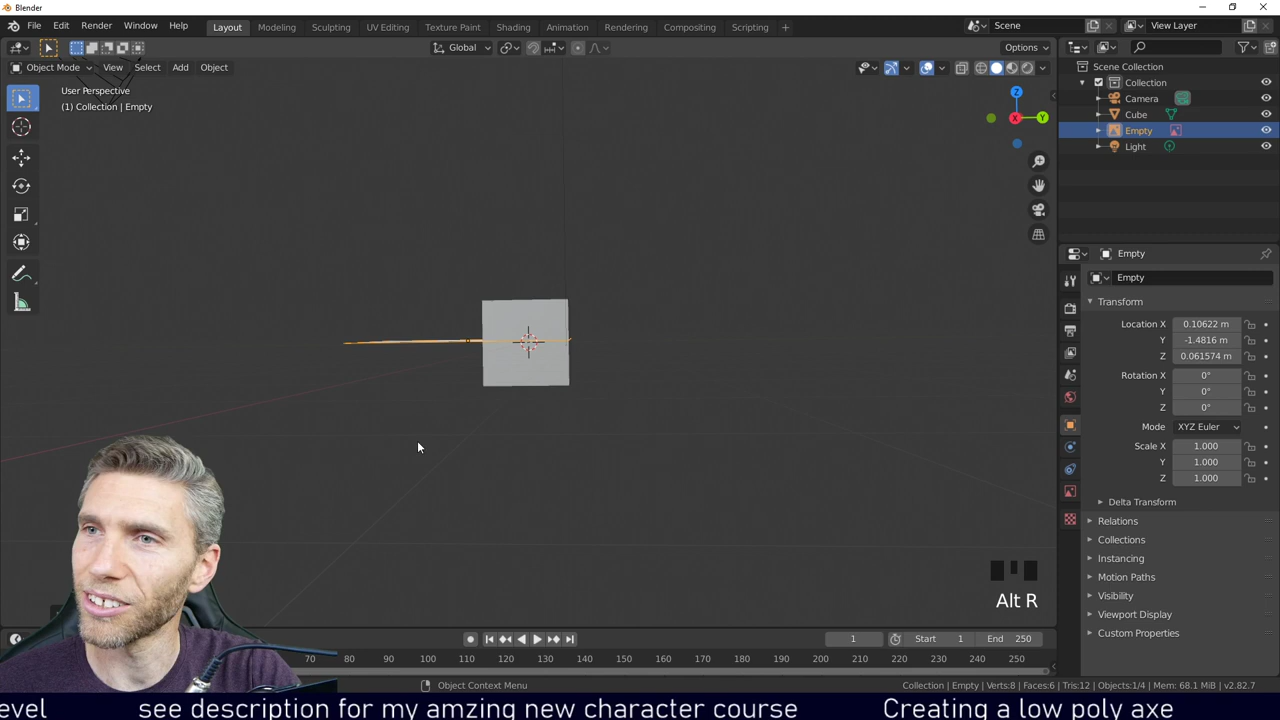 Blender
File Edit Render Window Help
Layout Modeling Sculpting UV Editing Texture Paint Shading Animation Rendering Compositing Scripting +
Scene
View Layer
Global
Options
Object Mode View Select Add Object
User Perspective
(1) Collection | Empty
Z
X
Y
Scene Collection
Collection
Camera
Cube
Empty
Light
Empty
Empty
Transform
Location X 0.10622 m
Y -1.4816 m
Z 0.061574 m
Rotation X 0°
Y 0°
Z 0°
Mode XYZ Euler
Scale X 1.000
Y 1.000
Z 1.000
Delta Transform
Relations
Collections
Instancing
Motion Paths
Visibility
Viewport Display
Custom Properties
Alt R
1 Start 1 End 250
70 80 90 100 110 120 130 140 150 160 170 180 190 200 210 220 230 240 250
Object Context Menu
Collection | Empty | Verts:8 | Faces:6 | Tris:12 | Objects:1/4 | Mem: 68.1 MiB | v2.82.7
evel see description for my amzing new character course Creating a low poly axe